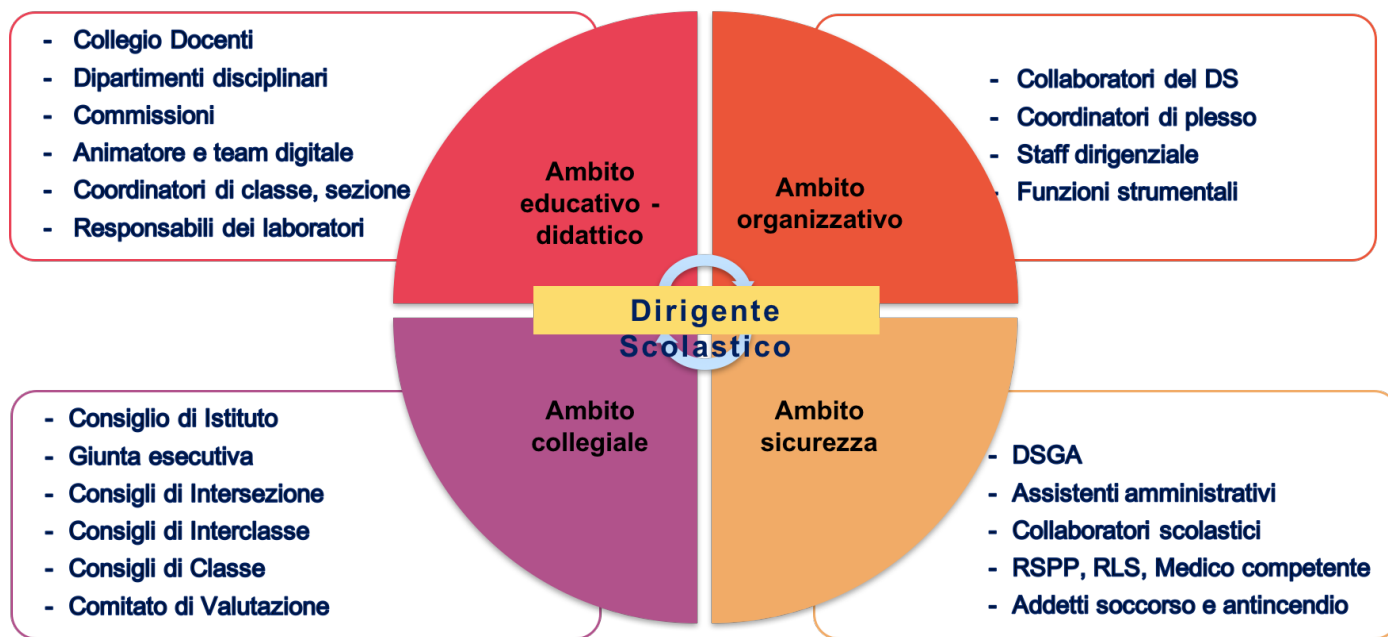 - Collegio Docenti
- Dipartimenti disciplinari
- Commissioni
- Animatore e team digitale
- Coordinatori di classe, sezione
- Responsabili dei laboratori
Ambito
educativo -
didattico
Ambito
organizzativo
- Collaboratori del DS
- Coordinatori di plesso
- Staff dirigenziale
- Funzioni strumentali
Dirigente
Scolastico
- Consiglio di Istituto
- Giunta esecutiva
- Consigli di Intersezione
- Consigli di Interclasse
- Consigli di Classe
- Comitato di Valutazione
Ambito
collegiale
Ambito
sicurezza
- DSGA
- Assistenti amministrativi
- Collaboratori scolastici
- RSPP, RLS, Medico competente
- Addetti soccorso e antincendio